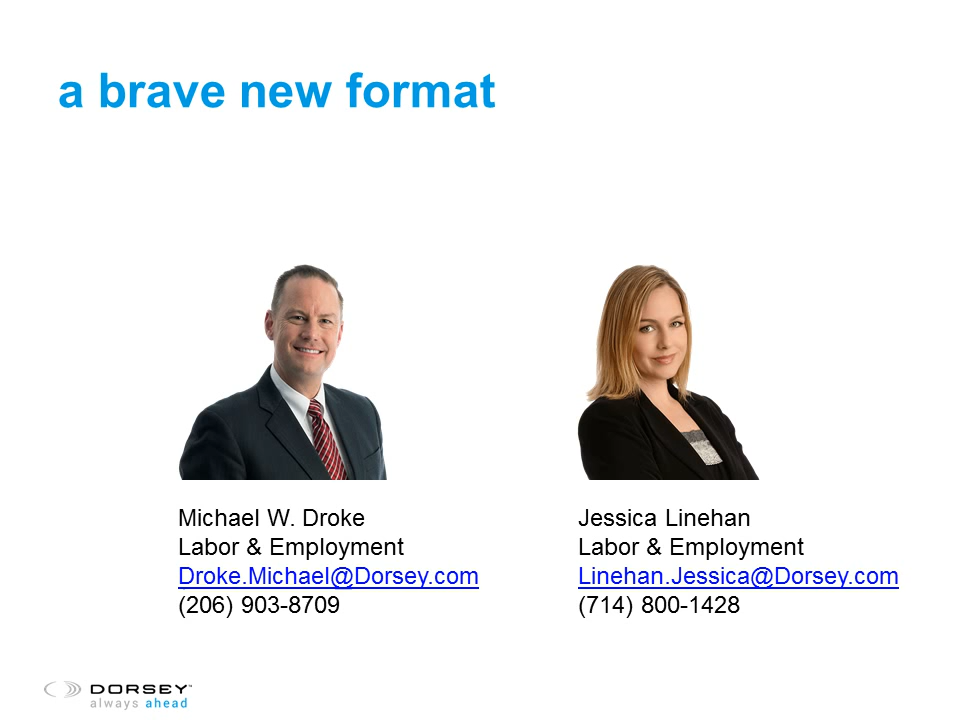 a brave new format
Michael W. Droke
Labor & Employment
Droke.Michael@Dorsey.com
(206) 903-8709
Jessica Linehan
Labor & Employment
Linehan.Jessica@Dorsey.com
(714) 800-1428
DORSEY™
always ahead